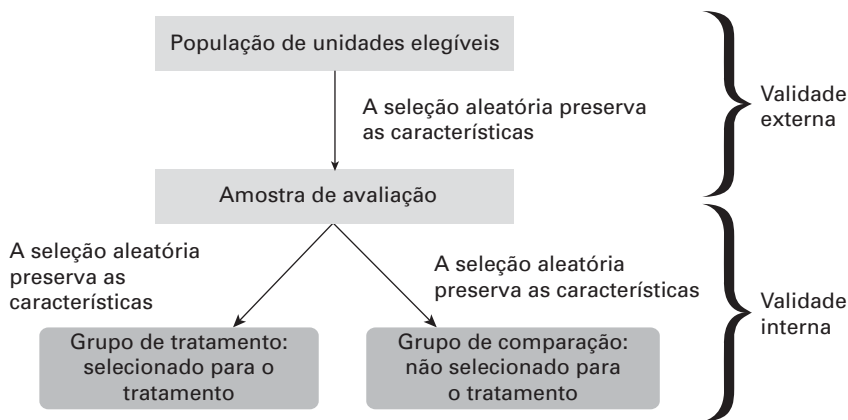 População de unidades elegíveis
A seleção aleatória preserva
as características
Validade
externa
Amostra de avaliação
A seleção aleatória
preserva as
características
A seleção aleatória
preserva as características
Validade
interna
Grupo de tratamento:
selecionado para o
tratamento
Grupo de comparação:
não selecionado para
o tratamento